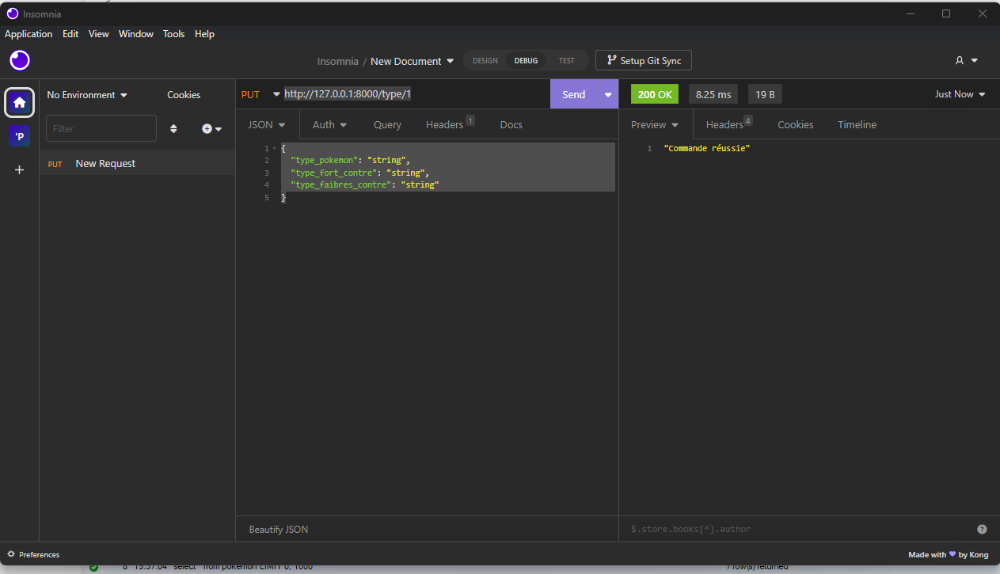 Insomnia
Application Edit View Window Tools Help
Insomnia / New Document DESIGN DEBUG TEST Setup Git Sync
No Environment Cookies
PUT http://127.0.0.1:8000/type/1 Send
200 OK 8.25 ms 19 B Just Now
Filter
JSON Auth Query Headers 1 Docs
Preview Headers 4 Cookies Timeline
'P
PUT New Request
1 {
2 "type_pokemon": "string",
3 "type_fort_contre": "string",
4 "type_faibres_contre": "string"
5 }
1 "Commande réussie"
Beautify JSON
$.store.books[*].author
Preferences
Made with by Kong
8 19:57:04 select from pokemon LIMIT 0, 1000 7 row(s) returned